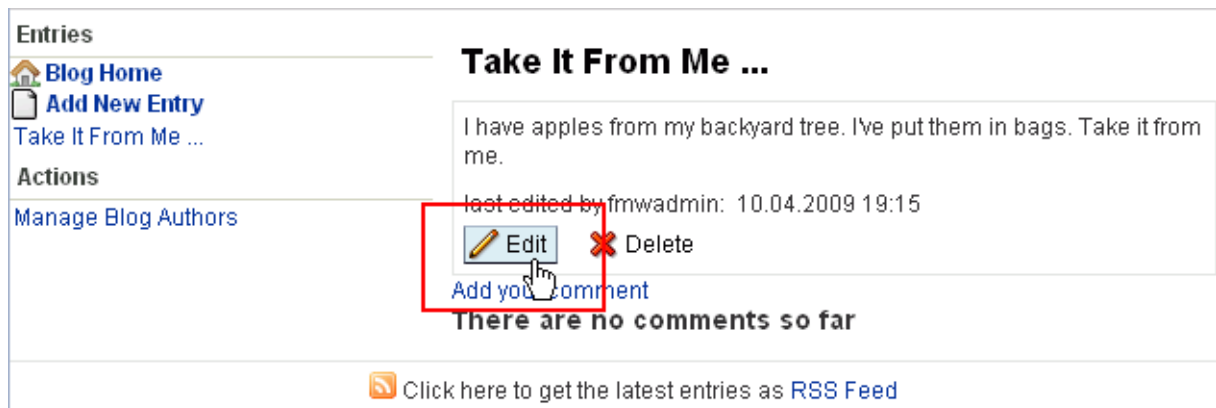 Entries
Blog Home
Add New Entry
Take It From Me ...
Actions
Manage Blog Authors
Take It From Me ...
I have apples from my backyard tree. I've put them in bags. Take it from
me.
last edited by fmwadmin: 10.04.2009 19:15
Edit Delete
Add your comment
There are no comments so far
Click here to get the latest entries as RSS Feed